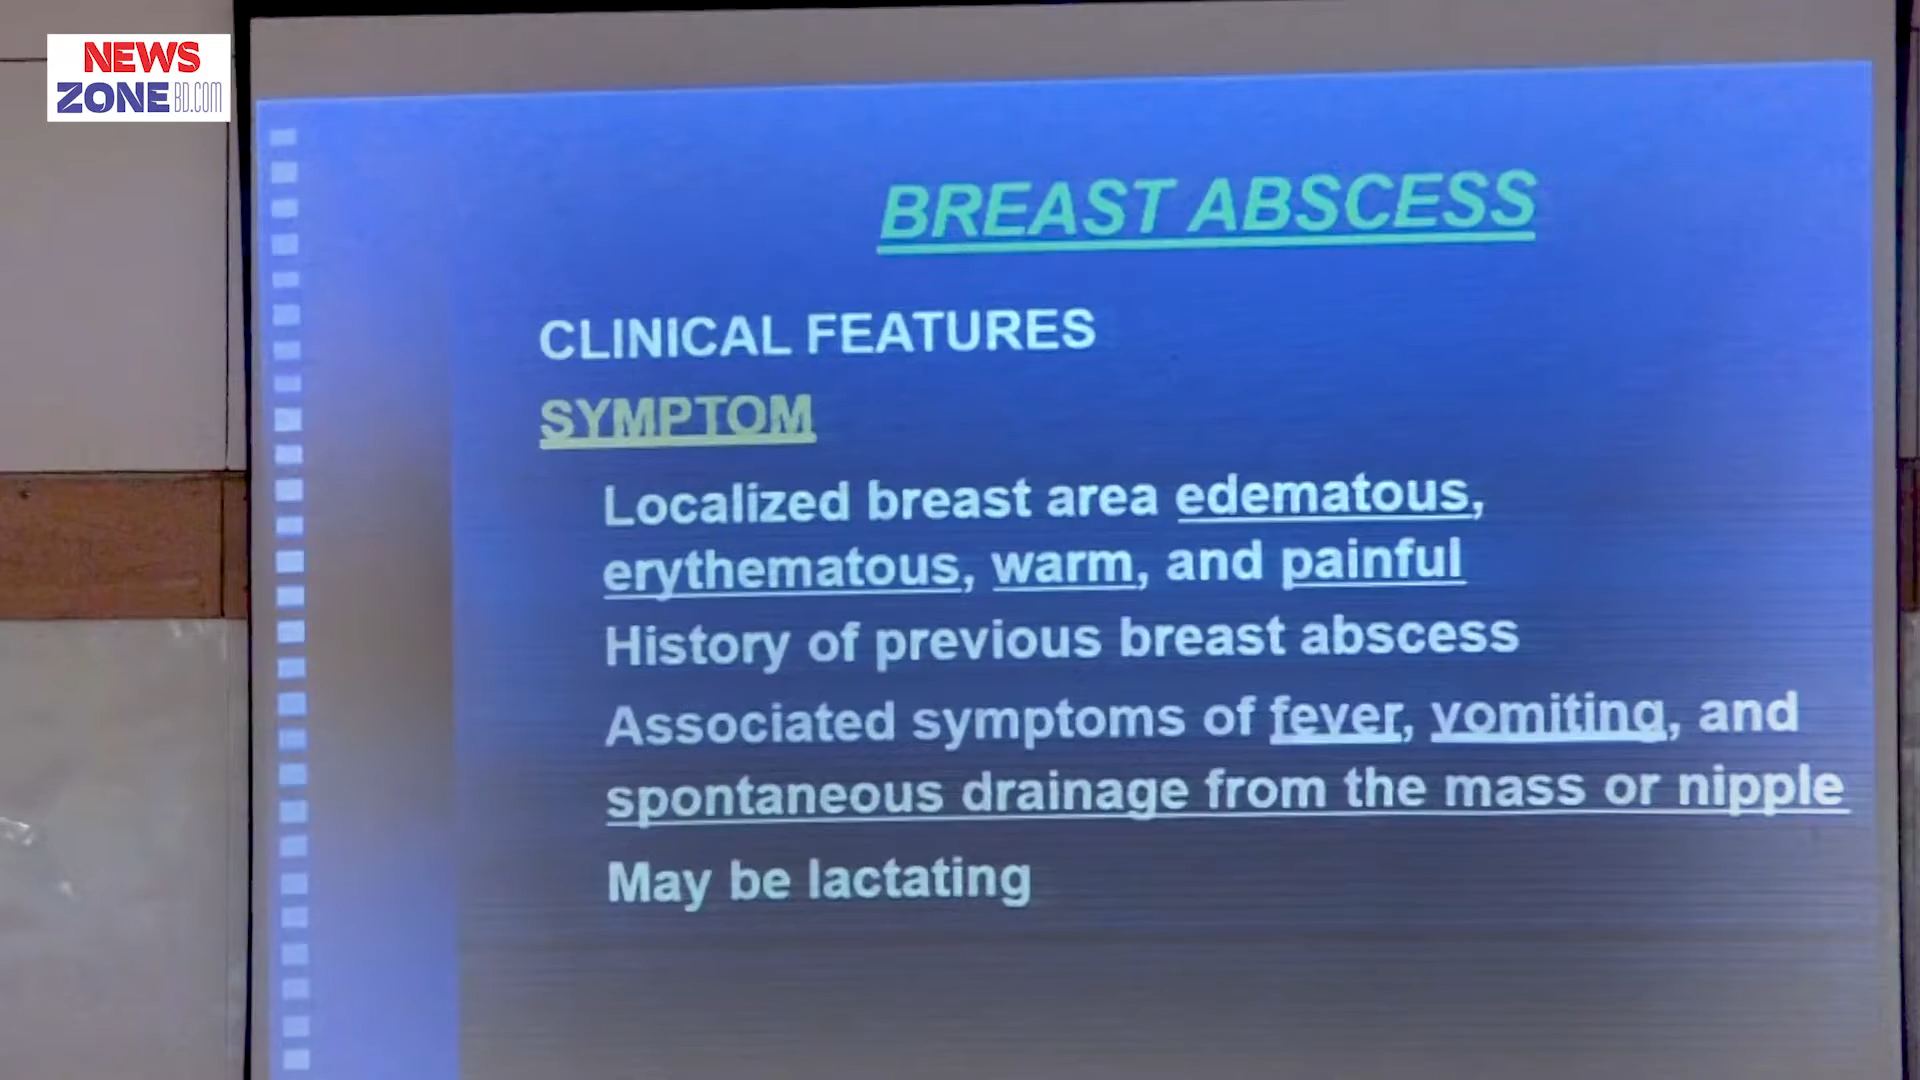 NEWS
ZONEBD.COM
BREAST ABSCESS
CLINICAL FEATURES
SYMPTOM
Localized breast area edematous,
erythematous, warm, and painful
History of previous breast abscess
Associated symptoms of fever, vomiting, and
spontaneous drainage from the mass or nipple
May be lactating